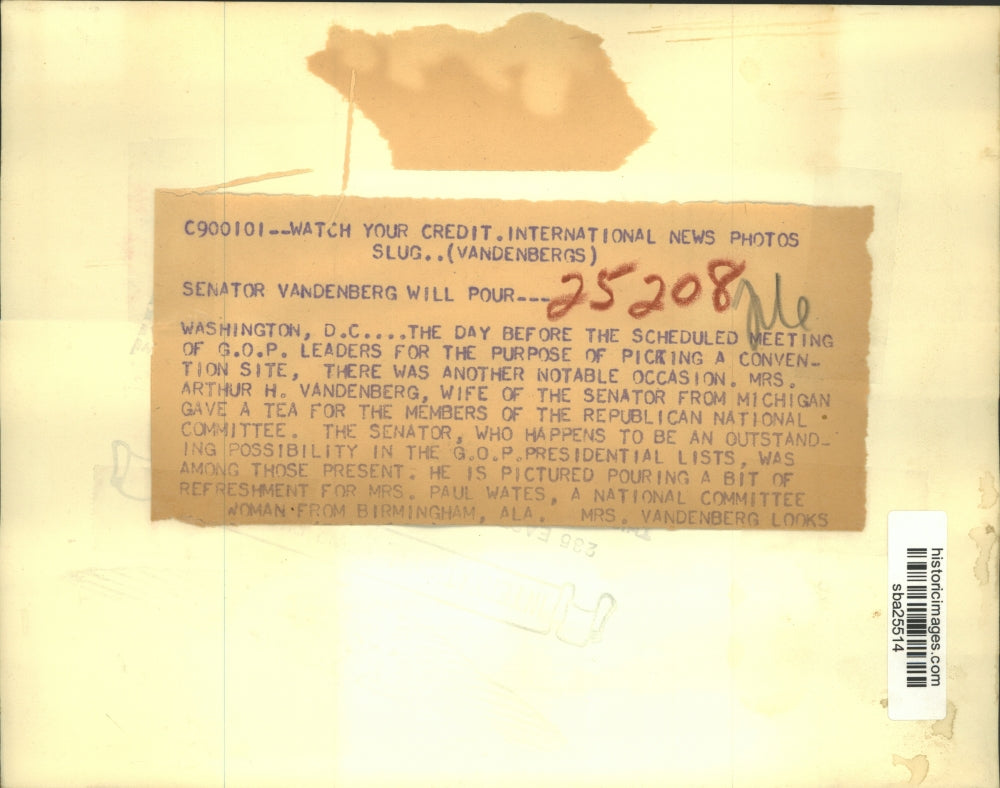 C900101--WATCH YOUR CREDIT.INTERNATIONAL NEWS PHOTOS
SLUG..(VANDENBERGS)
SENATOR VANDENBERG WILL POUR---
25208
WASHINGTON, D.C....THE DAY BEFORE THE SCHEDULED MEETING
OF G.O.P. LEADERS FOR THE PURPOSE OF PICKING A CONVEN-
TION SITE, THERE WAS ANOTHER NOTABLE OCCASION. MRS.
ARTHUR H. VANDENBERG, WIFE OF THE SENATOR FROM MICHIGAN
GAVE A TEA FOR THE MEMBERS OF THE REPUBLICAN NATIONAL
COMMITTEE. THE SENATOR, WHO HAPPENS TO BE AN OUTSTAND-
ING POSSIBILITY IN THE G.O.P.PRESIDENTIAL LISTS, WAS
AMONG THOSE PRESENT. HE IS PICTURED POURING A BIT OF
REFRESHMENT FOR MRS. PAUL WATES, A NATIONAL COMMITTEE
WOMAN FROM BIRMINGHAM, ALA. MRS. VANDENBERG LOOKS
historicimages.com
sba25514